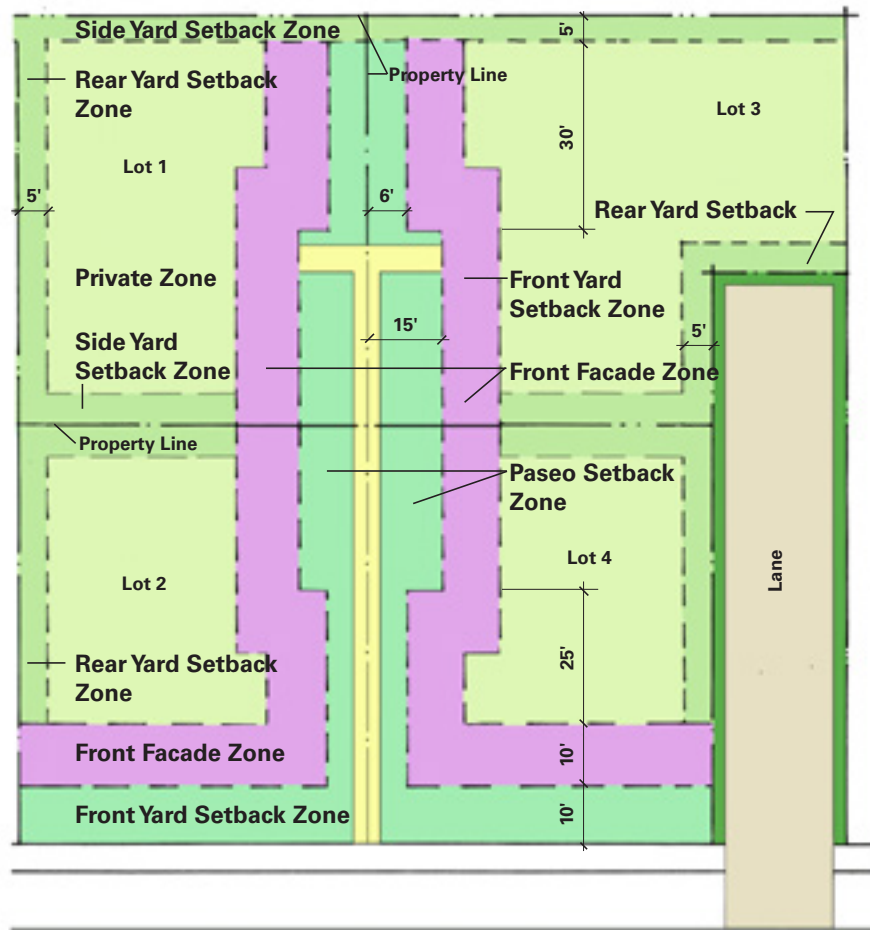 Side Yard Setback Zone
5'
Property Line
Rear Yard Setback
Zone
Lot 3
30'
Lot 1
5'
6'
Rear Yard Setback
Private Zone
Front Yard
Setback Zone
15'
5'
Side Yard
Setback Zone
Front Facade Zone
Property Line
Paseo Setback
Zone
Lot 4
Lane
Lot 2
25'
Rear Yard Setback
Zone
Front Facade Zone
10'
Front Yard Setback Zone
10'